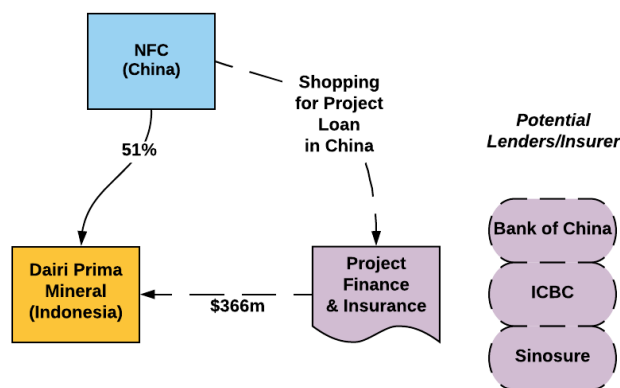 NFC
(China)
Shopping
for Project
Loan
in China
Potential
Lenders/Insurer
51%
Bank of China
Dairi Prima
Mineral
(Indonesia)
$366m
Project
Finance
& Insurance
ICBC
Sinosure